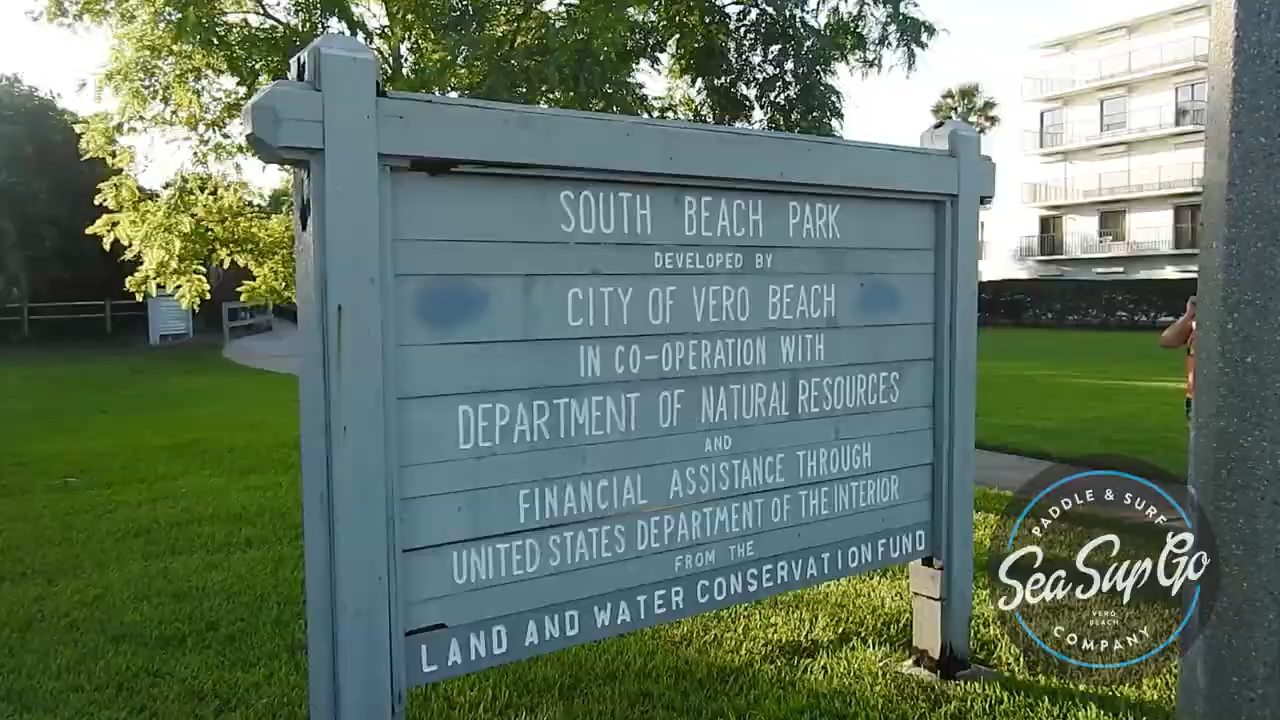 SOUTH BEACH PARK
DEVELOPED BY
CITY OF VERO BEACH
IN CO-OPERATION WITH
DEPARTMENT OF NATURAL RESOURCES
AND
FINANCIAL ASSISTANCE THROUGH
UNITED STATES DEPARTMENT OF THE INTERIOR
FROM THE
LAND AND WATER CONSERVATION FUND
PADDLE & SURF
Sea Sup Go
VERO
BEACH
COMPANY